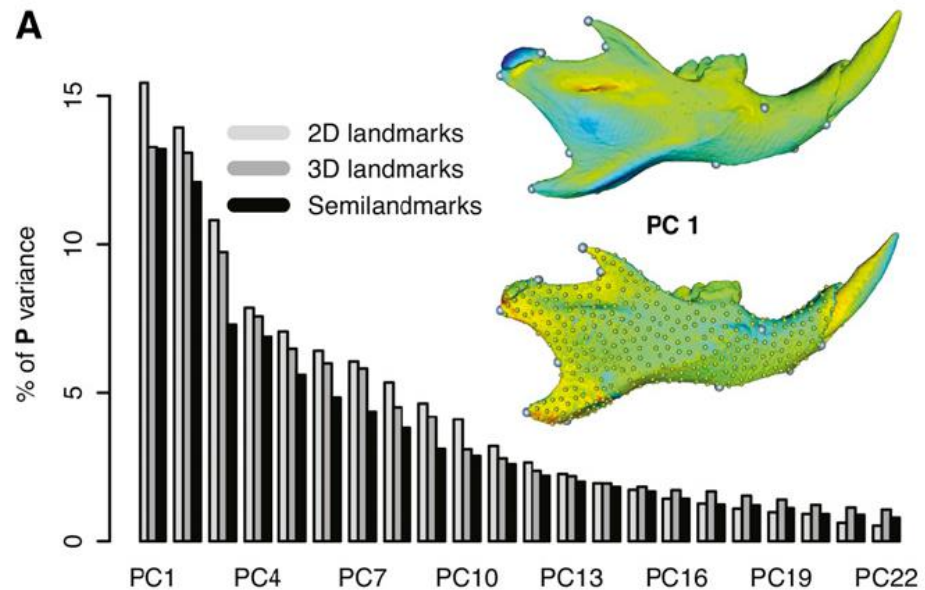 A
% of P variance
15
10
5
0
2D landmarks
3D landmarks
Semilandmarks
PC 1
PC1 PC4 PC7 PC10 PC13 PC16 PC19 PC22